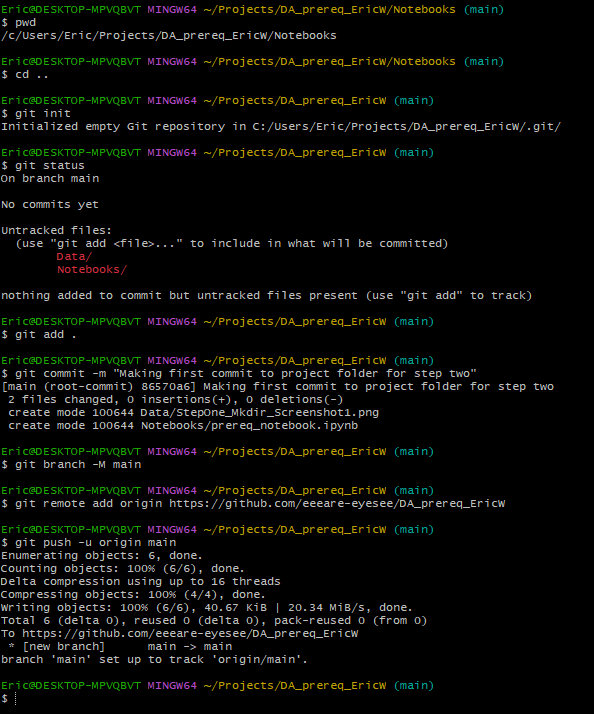 Eric@DESKTOP-MPVQBVT MINGW64 ~/Projects/DA_prereq_EricW/Notebooks (main)
$ pwd
/c/Users/Eric/Projects/DA_prereq_EricW/Notebooks

Eric@DESKTOP-MPVQBVT MINGW64 ~/Projects/DA_prereq_EricW/Notebooks (main)
$ cd ..

Eric@DESKTOP-MPVQBVT MINGW64 ~/Projects/DA_prereq_EricW (main)
$ git init
Initialized empty Git repository in C:/Users/Eric/Projects/DA_prereq_EricW/.git/

Eric@DESKTOP-MPVQBVT MINGW64 ~/Projects/DA_prereq_EricW (main)
$ git status
On branch main

No commits yet

Untracked files:
  (use "git add <file>..." to include in what will be committed)
        Data/
        Notebooks/

nothing added to commit but untracked files present (use "git add" to track)

Eric@DESKTOP-MPVQBVT MINGW64 ~/Projects/DA_prereq_EricW (main)
$ git add .

Eric@DESKTOP-MPVQBVT MINGW64 ~/Projects/DA_prereq_EricW (main)
$ git commit -m "Making first commit to project folder for step two"
[main (root-commit) 86570a6] Making first commit to project folder for step two
 2 files changed, 0 insertions(+), 0 deletions(-)
 create mode 100644 Data/StepOne_Mkdir_Screenshot1.png
 create mode 100644 Notebooks/prereq_notebook.ipynb

Eric@DESKTOP-MPVQBVT MINGW64 ~/Projects/DA_prereq_EricW (main)
$ git branch -M main

Eric@DESKTOP-MPVQBVT MINGW64 ~/Projects/DA_prereq_EricW (main)
$ git remote add origin https://github.com/eeeare-eyesee/DA_prereq_EricW

Eric@DESKTOP-MPVQBVT MINGW64 ~/Projects/DA_prereq_EricW (main)
$ git push -u origin main
Enumerating objects: 6, done.
Counting objects: 100% (6/6), done.
Delta compression using up to 16 threads
Compressing objects: 100% (4/4), done.
Writing objects: 100% (6/6), 40.67 KiB | 20.34 MiB/s, done.
Total 6 (delta 0), reused 0 (delta 0), pack-reused 0 (from 0)
To https://github.com/eeeare-eyesee/DA_prereq_EricW
 * [new branch]      main -> main
branch 'main' set up to track 'origin/main'.

Eric@DESKTOP-MPVQBVT MINGW64 ~/Projects/DA_prereq_EricW (main)
$